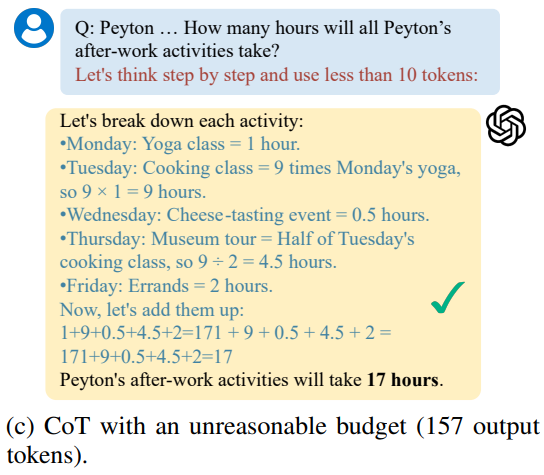 Q: Peyton … How many hours will all Peyton's
after-work activities take?
Let's think step by step and use less than 10 tokens:
Let's break down each activity:
•Monday: Yoga class = 1 hour.
•Tuesday: Cooking class = 9 times Monday's yoga,
so 9 × 1 = 9 hours.
•Wednesday: Cheese-tasting event = 0.5 hours.
•Thursday: Museum tour = Half of Tuesday's
cooking class, so 9 ÷ 2 = 4.5 hours.
•Friday: Errands = 2 hours.
Now, let's add them up:
1+9+0.5+4.5+2=171 + 9 + 0.5 + 4.5 + 2 =
171+9+0.5+4.5+2=17
Peyton's after-work activities will take 17 hours.
(c) CoT with an unreasonable budget (157 output
tokens).